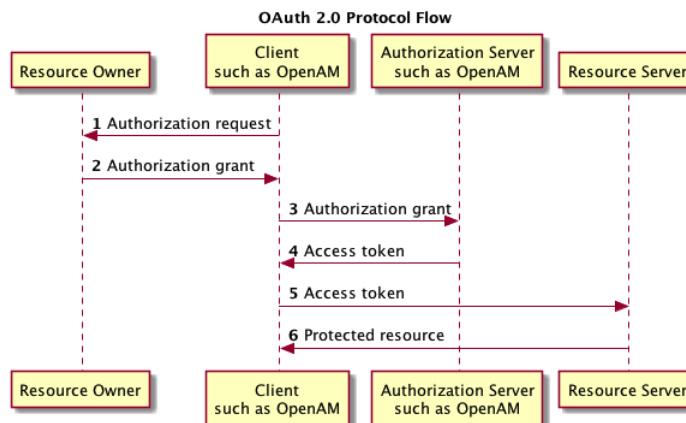 OAuth 2.0 Protocol Flow
Resource Owner
Client
such as OpenAM
Authorization Server
such as OpenAM
Resource Server
1 Authorization request
2 Authorization grant
3 Authorization grant
4 Access token
5 Access token
6 Protected resource
Resource Owner
Client
such as OpenAM
Authorization Server
such as OpenAM
Resource Server